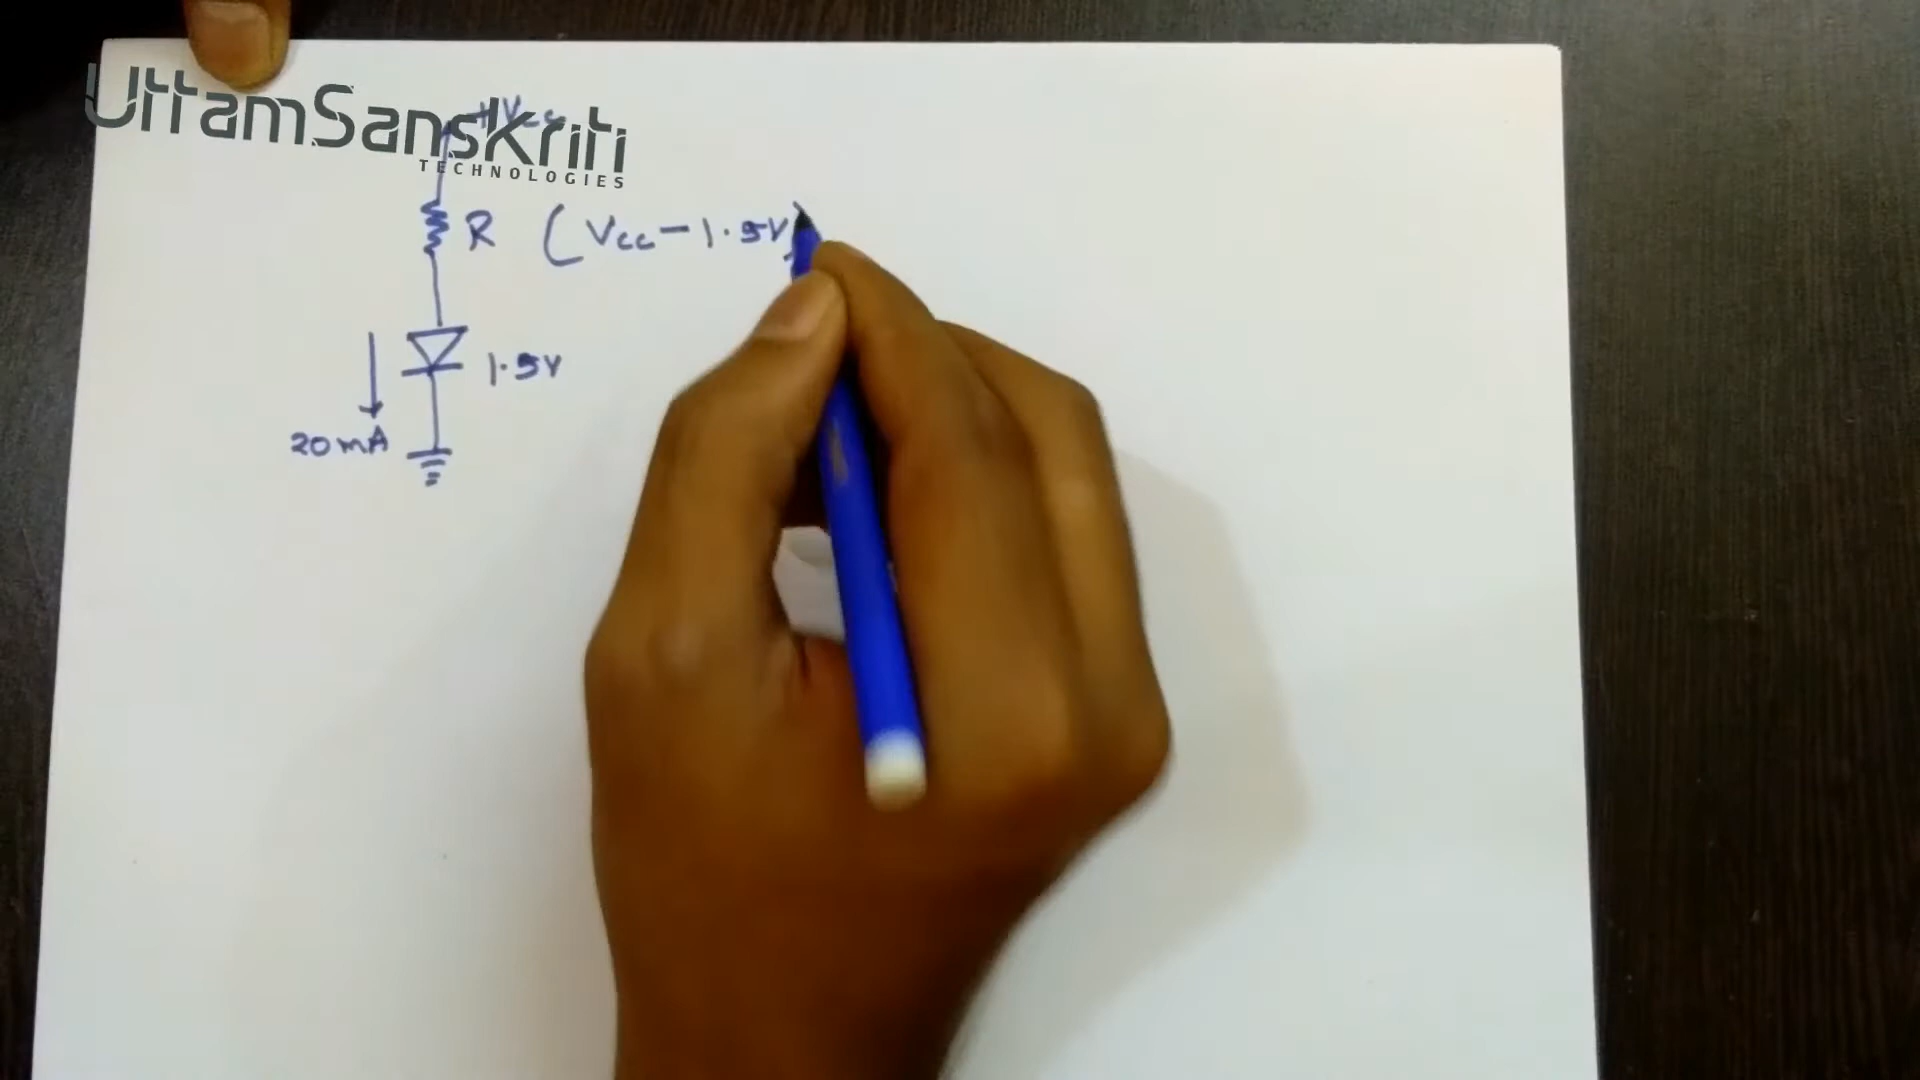 UttamSansKriti
TECHNOLOGIES
+Vcc
R (Vcc-1.5V)
1.5V
20mA